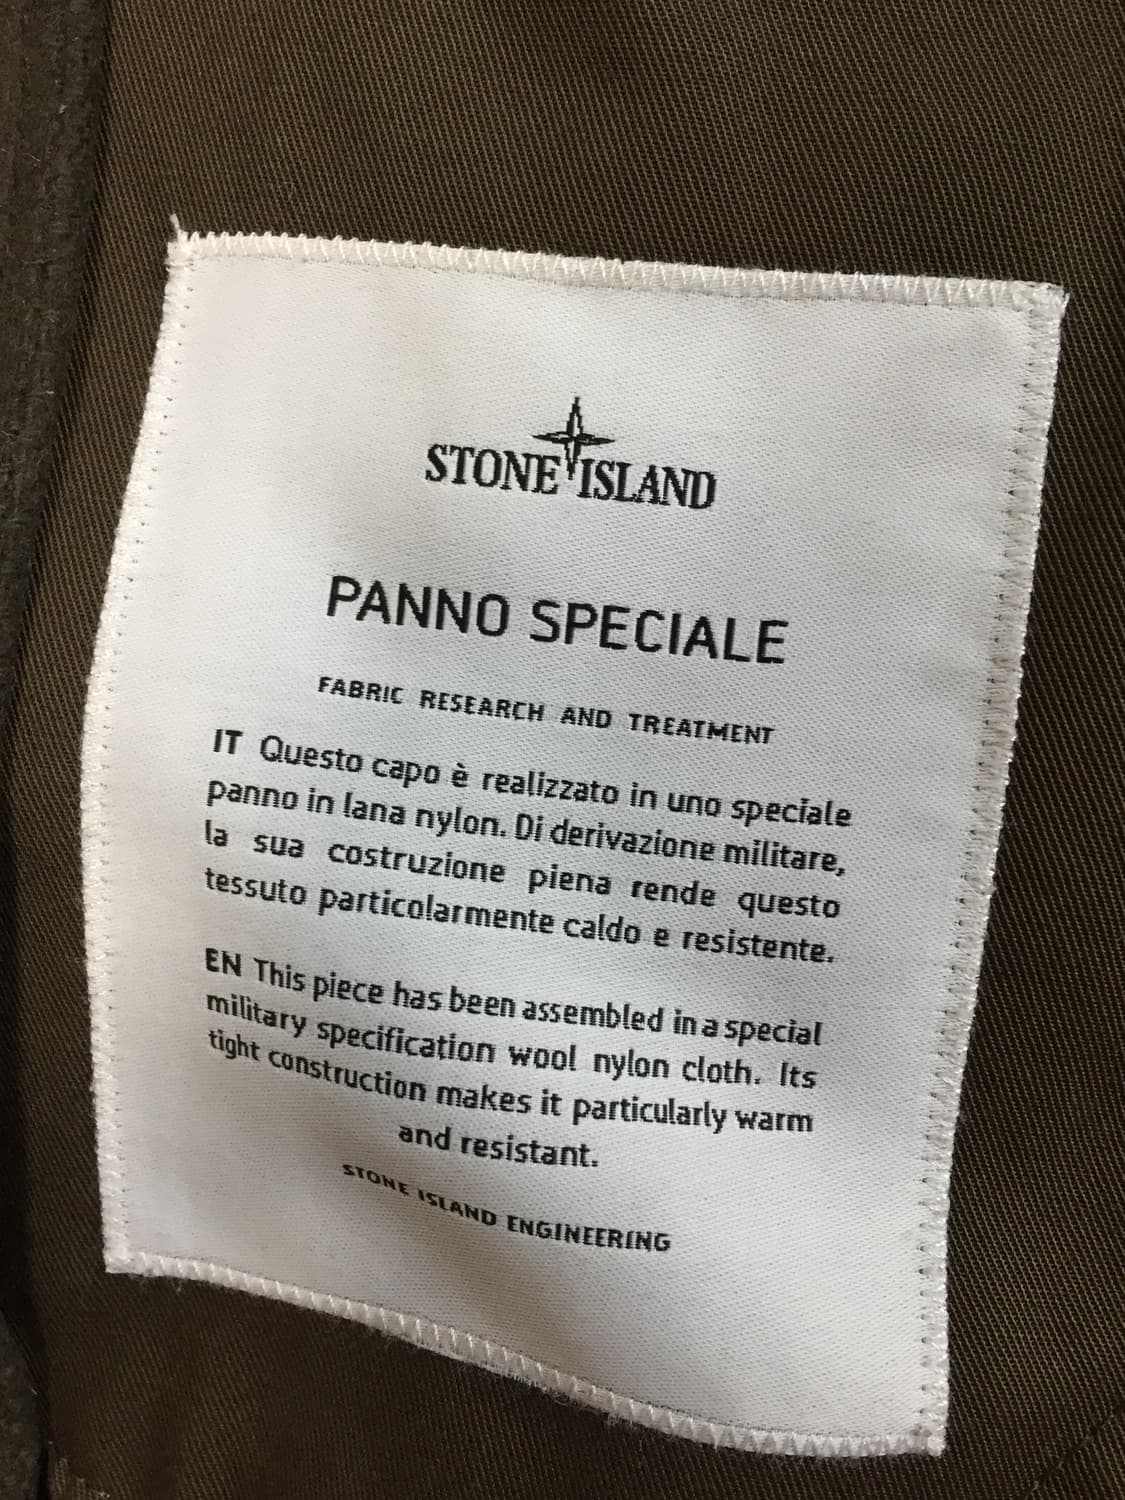 STONE ISLAND
PANNO SPECIALE
FABRIC RESEARCH AND TREATMENT
IT Questo capo è realizzato in uno speciale
panno in lana nylon. Di derivazione militare,
la sua costruzione piena rende questo
tessuto particolarmente caldo e resistente.
EN This piece has been assembled in a special
military specification wool nylon cloth. Its
tight construction makes it particularly warm
and resistant.
STONE ISLAND ENGINEERING